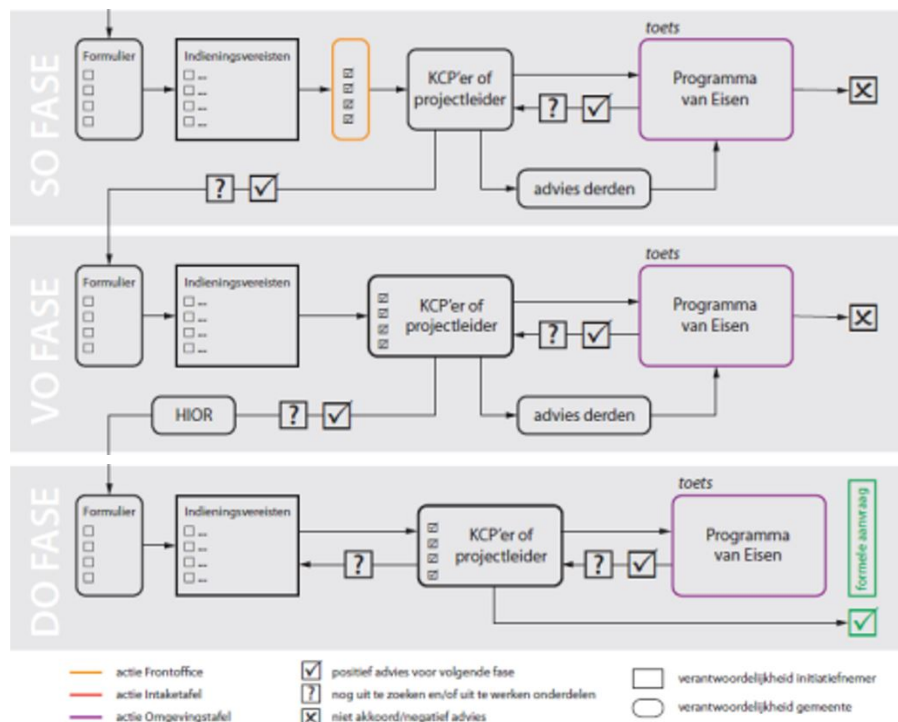 SO FASE
Formulier
Indieningsvereisten
...
...
...
...
KCP'er of
projectleider
toets
Programma
van Eisen
?
?
advies derden
VO FASE
Formulier
Indieningsvereisten
...
...
...
...
KCP'er of
projectleider
toets
Programma
van Eisen
?
HIOR
?
advies derden
DO FASE
Formulier
Indieningsvereisten
...
...
...
...
?
KCP'er of
projectleider
?
toets
Programma
van Eisen
formele aanvraag
actie Frontoffice
actie Intaketafel
actie Omgevingstafel
positief advies voor volgende fase
? nog uit te zoeken en/of uit te werken onderdelen
niet akkoord/negatief advies
verantwoordelijkheid initiatiefnemer
verantwoordelijkheid gemeente